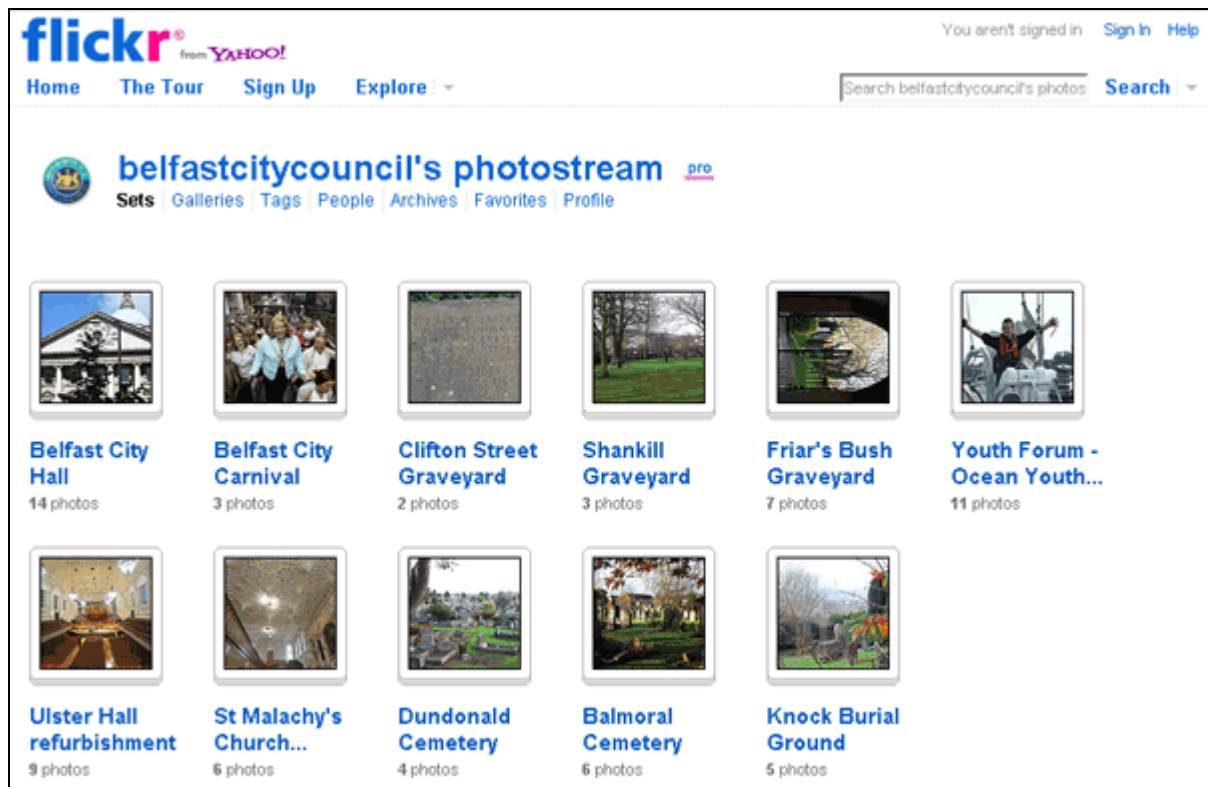 flickr® from YAHOO!
You aren't signed in Sign In Help
Home The Tour Sign Up Explore
Search belfastcitycouncil's photos Search
belfastcitycouncil's photostream pro
Sets Galleries Tags People Archives Favorites Profile
Belfast City
Hall
14 photos
Belfast City
Carnival
3 photos
Clifton Street
Graveyard
2 photos
Shankill
Graveyard
3 photos
Friar's Bush
Graveyard
7 photos
Youth Forum -
Ocean Youth...
11 photos
Ulster Hall
refurbishment
9 photos
St Malachy's
Church...
6 photos
Dundonald
Cemetery
4 photos
Balmoral
Cemetery
6 photos
Knock Burial
Ground
5 photos